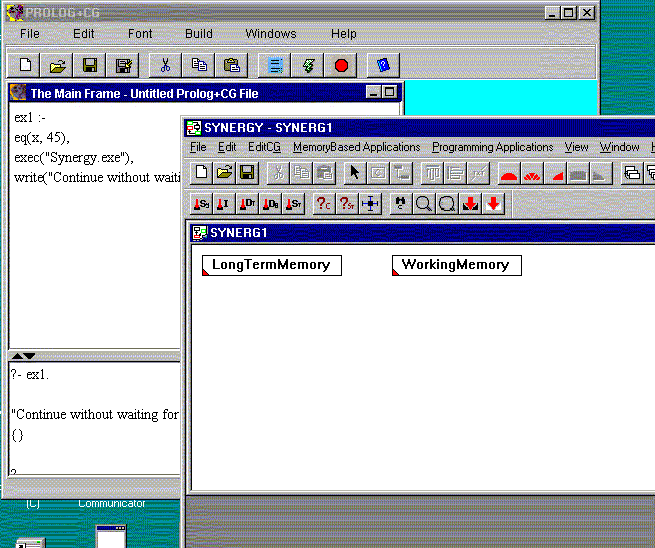 PROLOG+CG
File Edit Font Build Windows Help
The Main Frame - Untitled Prolog+CG File
ex1 :-
eq(x, 45),
exec("Synergy.exe"),
write("Continue without waiti
?- ex1.
"Continue without waiting for
{}
?
SYNERGY - SYNERG1
File Edit EditCG MemoryBased Applications Programming Applications View Window H
SYNERG1
LongTermMemory WorkingMemory
(C) Communicator